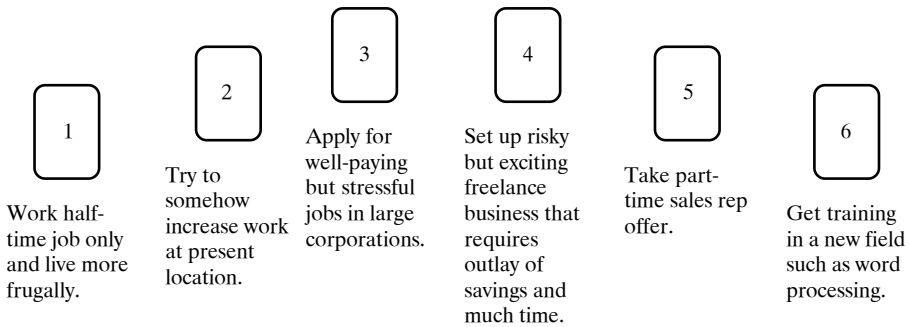 1
Work half-
time job only
and live more
frugally.
2
Try to
somehow
increase work
at present
location.
3
Apply for
well-paying
but stressful
jobs in large
corporations.
4
Set up risky
but exciting
freelance
business that
requires
outlay of
savings and
much time.
5
Take part-
time sales rep
offer.
6
Get training
in a new field
such as word
processing.